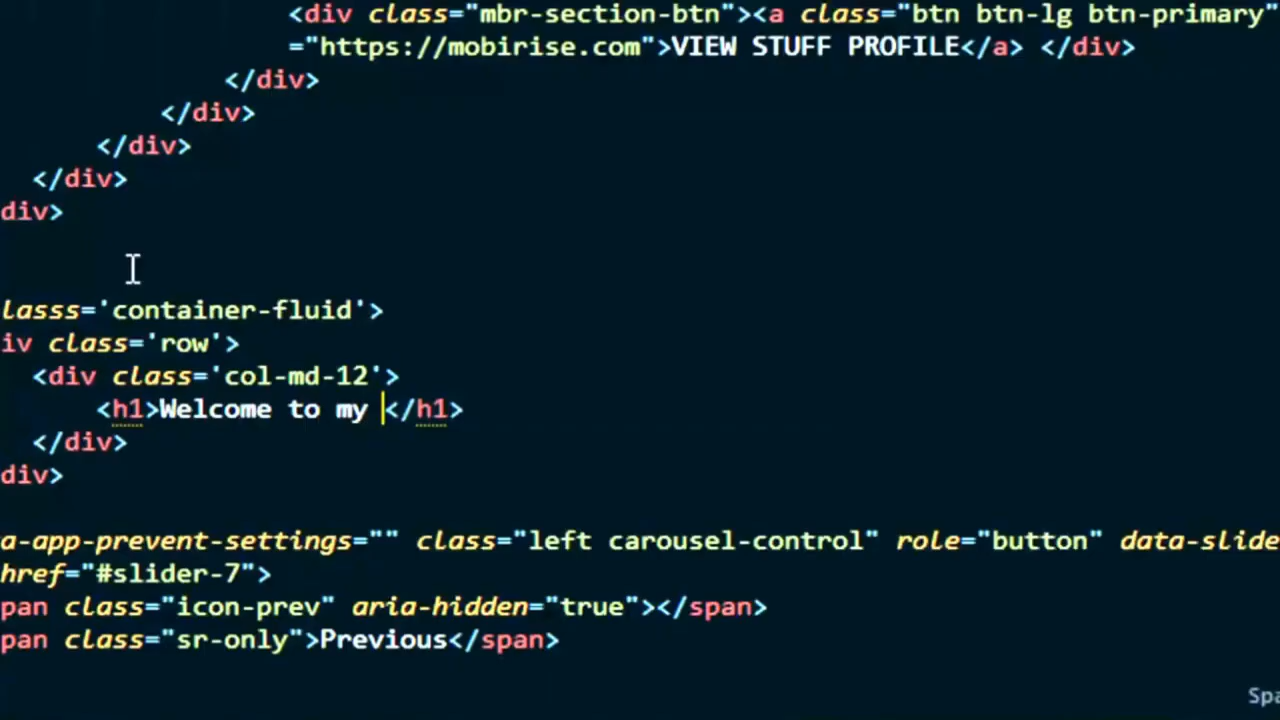 <div class="mbr-section-btn"><a class="btn btn-lg btn-primary"
="https://mobirise.com">VIEW STUFF PROFILE</a> </div>
</div>
</div>
</div>
</div>
div>
lasss='container-fluid'>
iv class='row'>
<div class='col-md-12'>
<h1>Welcome to my </h1>
</div>
div>
a-app-prevent-settings="" class="left carousel-control" role="button" data-slide
href="#slider-7">
pan class="icon-prev" aria-hidden="true"></span>
pan class="sr-only">Previous</span>
Spa